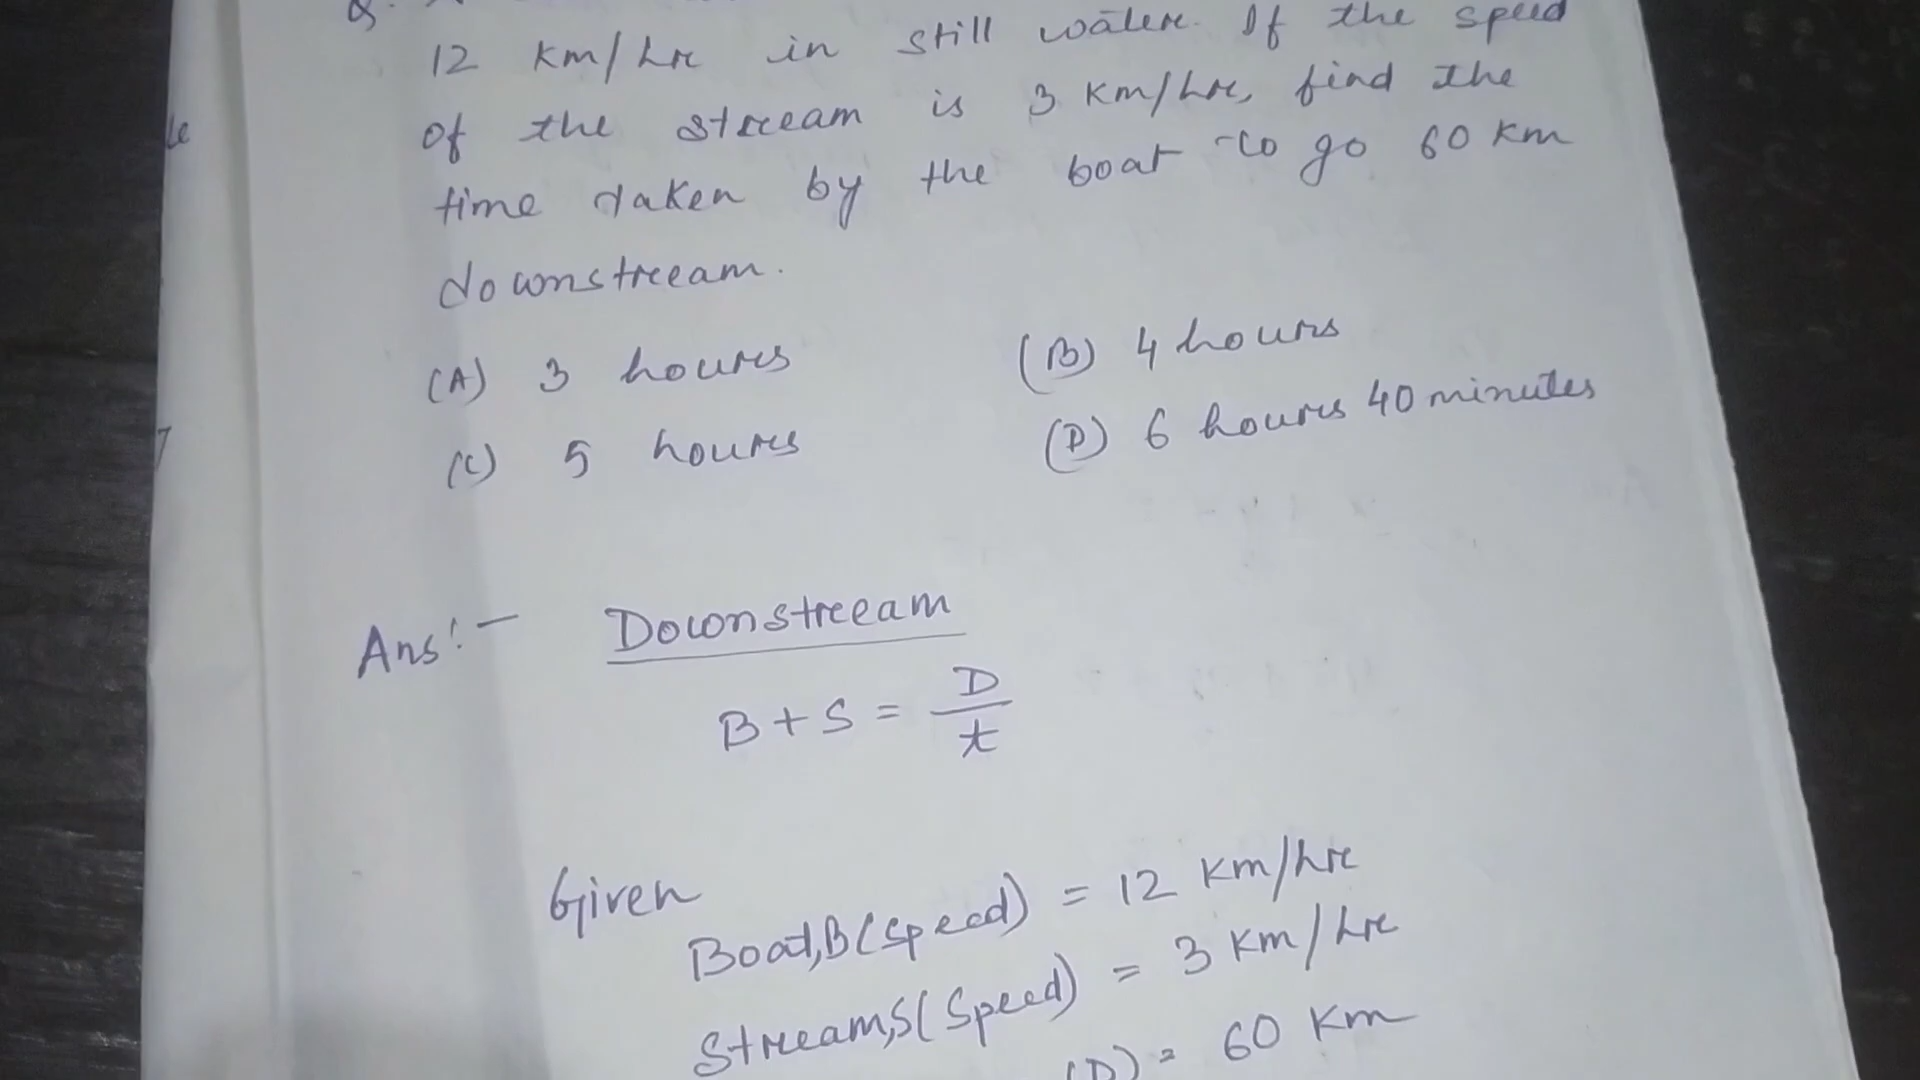 Q.
12 km/hr in still water. If the speed
of the stream is 3 km/hr, find the
time taken by the boat to go 60 km
downstream.
(A) 3 hours (B) 4 hours
(C) 5 hours (D) 6 hours 40 minutes
Ans:- Downstream
B + S = D/t
Given
Boat,B(Speed) = 12 km/hr
Stream,S(Speed) = 3 km/hr
(D) = 60 km